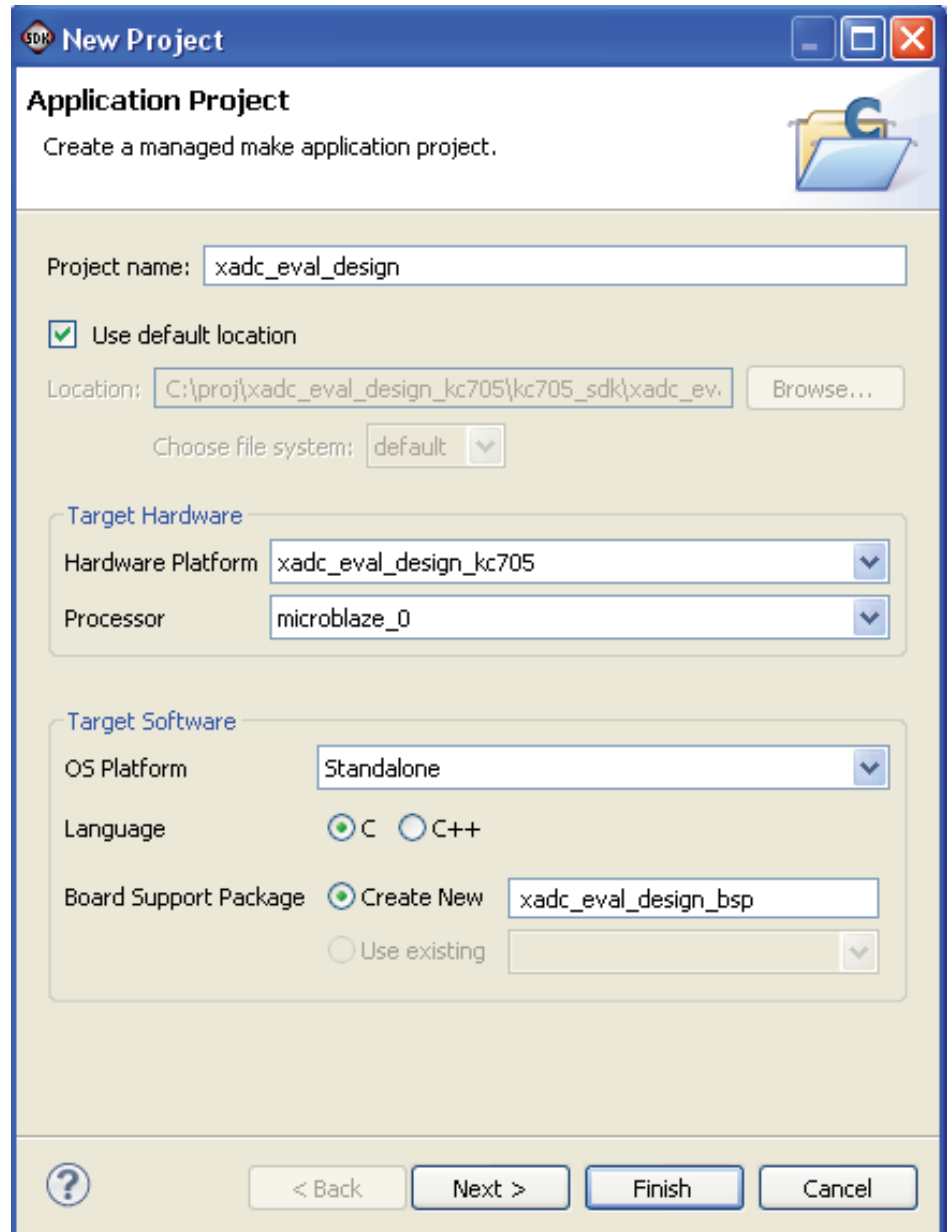 SDK New Project
Application Project
Create a managed make application project.
C
Project name: xadc_eval_design
Use default location
Location: C:\proj\xadc_eval_design_kc705\kc705_sdk\xadc_eva Browse...
Choose file system: default
Target Hardware
Hardware Platform xadc_eval_design_kc705
Processor microblaze_0
Target Software
OS Platform Standalone
Language C C++
Board Support Package Create New xadc_eval_design_bsp
Use existing
? < Back Next > Finish Cancel